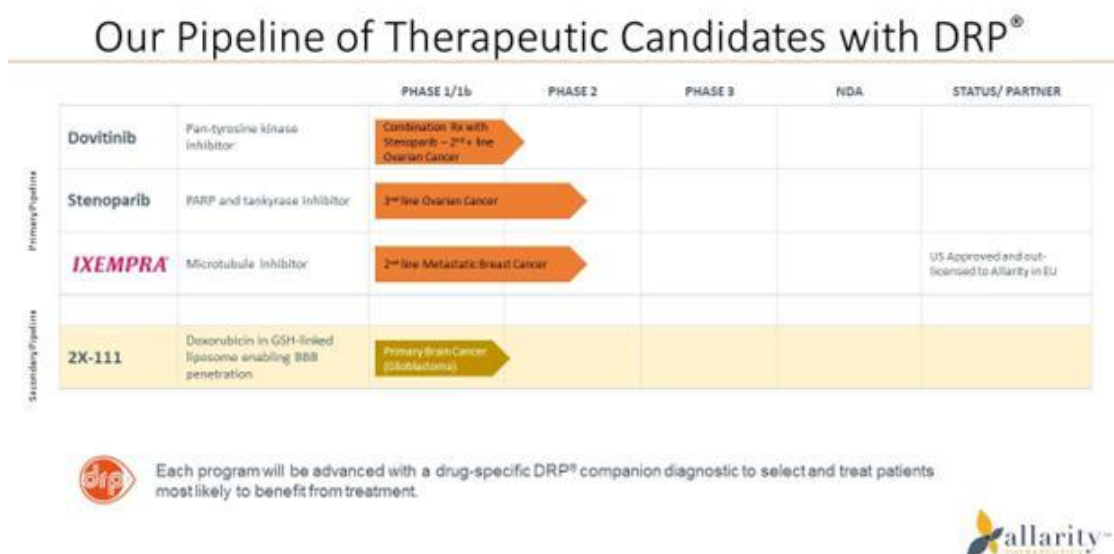 Our Pipeline of Therapeutic Candidates with DRP®
PHASE 1/1b PHASE 2 PHASE 3 NDA STATUS/ PARTNER
Primary Pipeline
Dovitinib
Pan-tyrosine kinase
inhibitor
Combination Rx with
Stenoparib – 2nd+ line
Ovarian Cancer
Stenoparib
PARP and tankyrase inhibitor
3rd line Ovarian Cancer
IXEMPRA
Microtubule inhibitor
2nd line Metastatic Breast Cancer
US Approved and out-
licensed to Allarity in EU
Secondary Pipeline
2X-111
Doxorubicin in GSH-linked
liposome enabling BBB
penetration
Primary Brain Cancer
(Glioblastoma)
drp
Each program will be advanced with a drug-specific DRP® companion diagnostic to select and treat patients
most likely to benefit from treatment.
allarity™
THERAPEUTICS